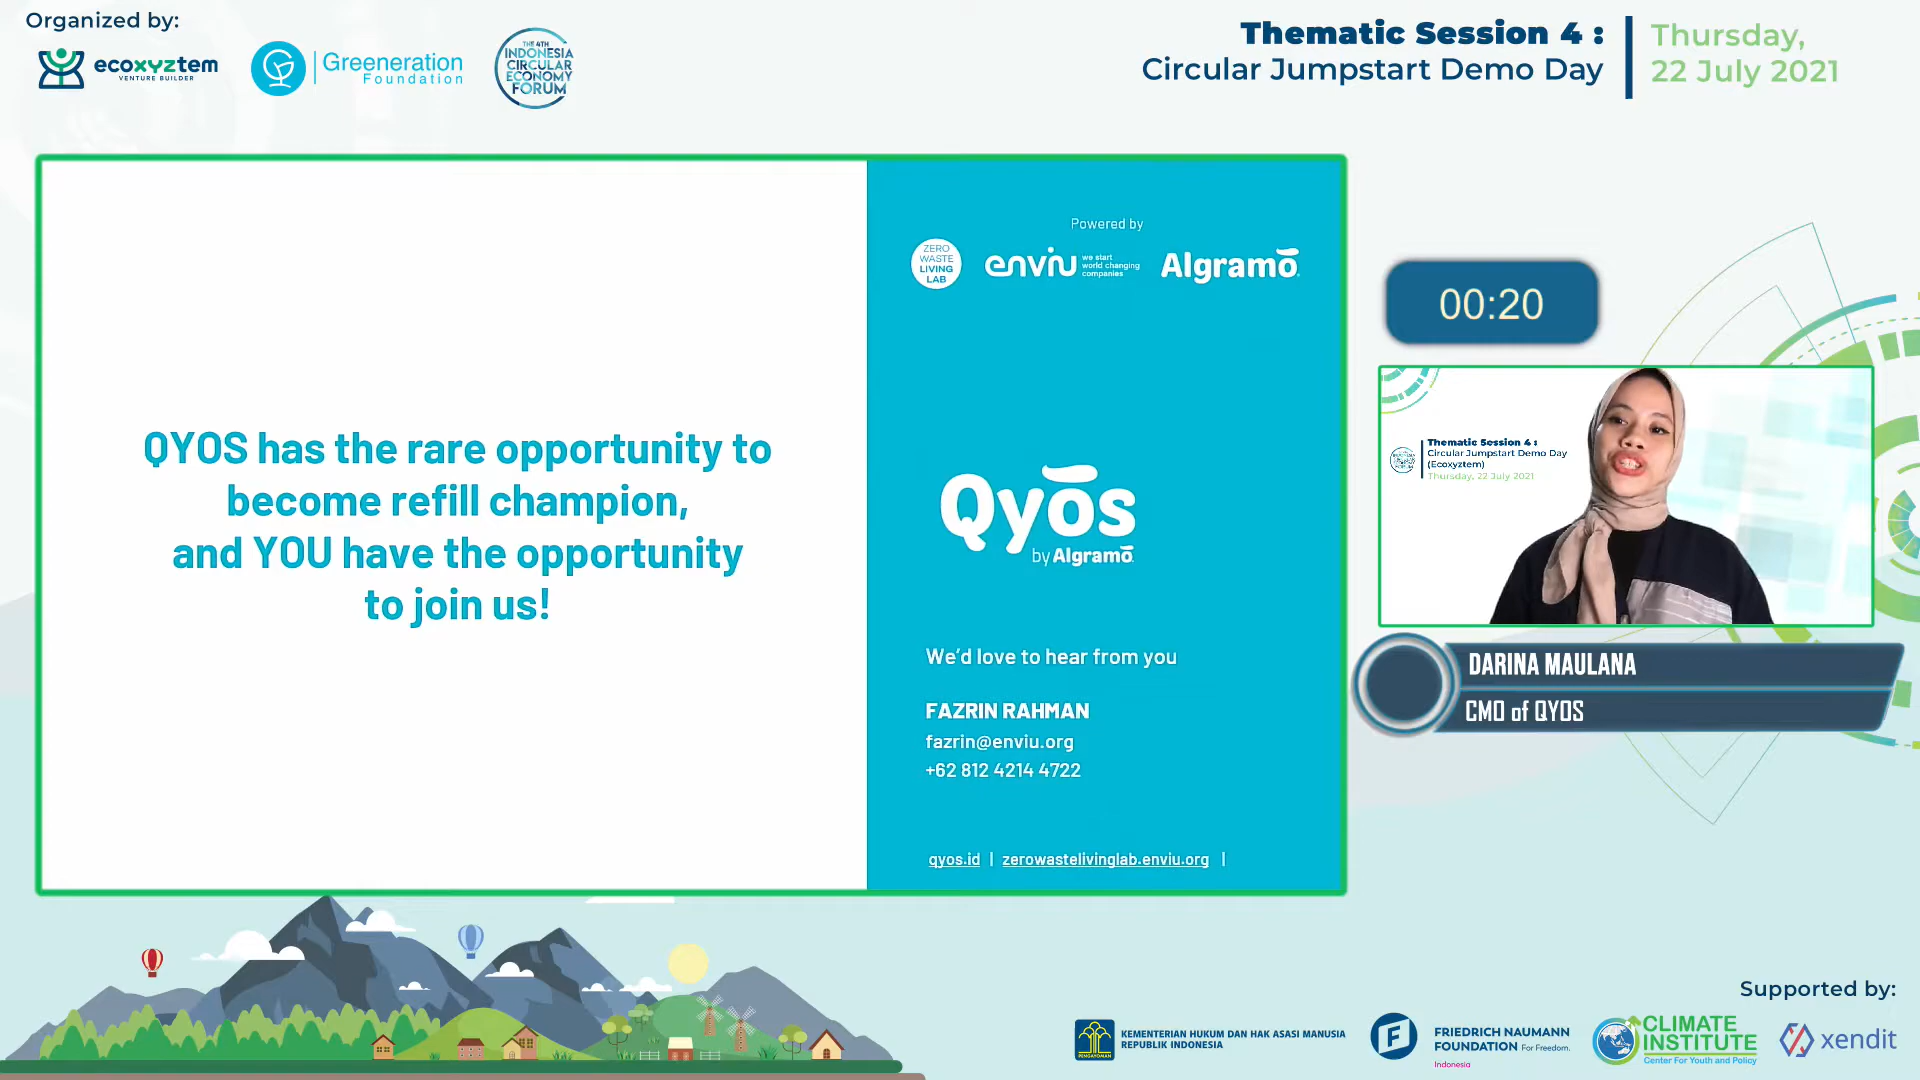 Organized by:
ecoxyztem
VENTURE BUILDER
Greeneration
Foundation
THE 4TH
INDONESIA
CIRCULAR
ECONOMY
FORUM
Thematic Session 4 :
Circular Jumpstart Demo Day
Thursday,
22 July 2021
QYOS has the rare opportunity to
become refill champion,
and YOU have the opportunity
to join us!
Powered by
ZERO
WASTE
LIVING
LAB
enviu
we start
world changing
companies
Algramo
Qyos
by Algramo
We'd love to hear from you
FAZRIN RAHMAN
fazrin@enviu.org
+62 812 4214 4722
qyos.id | zerowastelivinglab.enviu.org |
00:20
Thematic Session 4 :
Circular Jumpstart Demo Day
(Ecoxyztem)
Thursday, 22 July 2021
DARINA MAULANA
CMO of QYOS
Supported by:
PENGAYOMAN
KEMENTERIAN HUKUM DAN HAK ASASI MANUSIA
REPUBLIK INDONESIA
FRIEDRICH NAUMANN
FOUNDATION For Freedom.
Indonesia
CLIMATE
INSTITUTE
Center For Youth and Policy
xendit